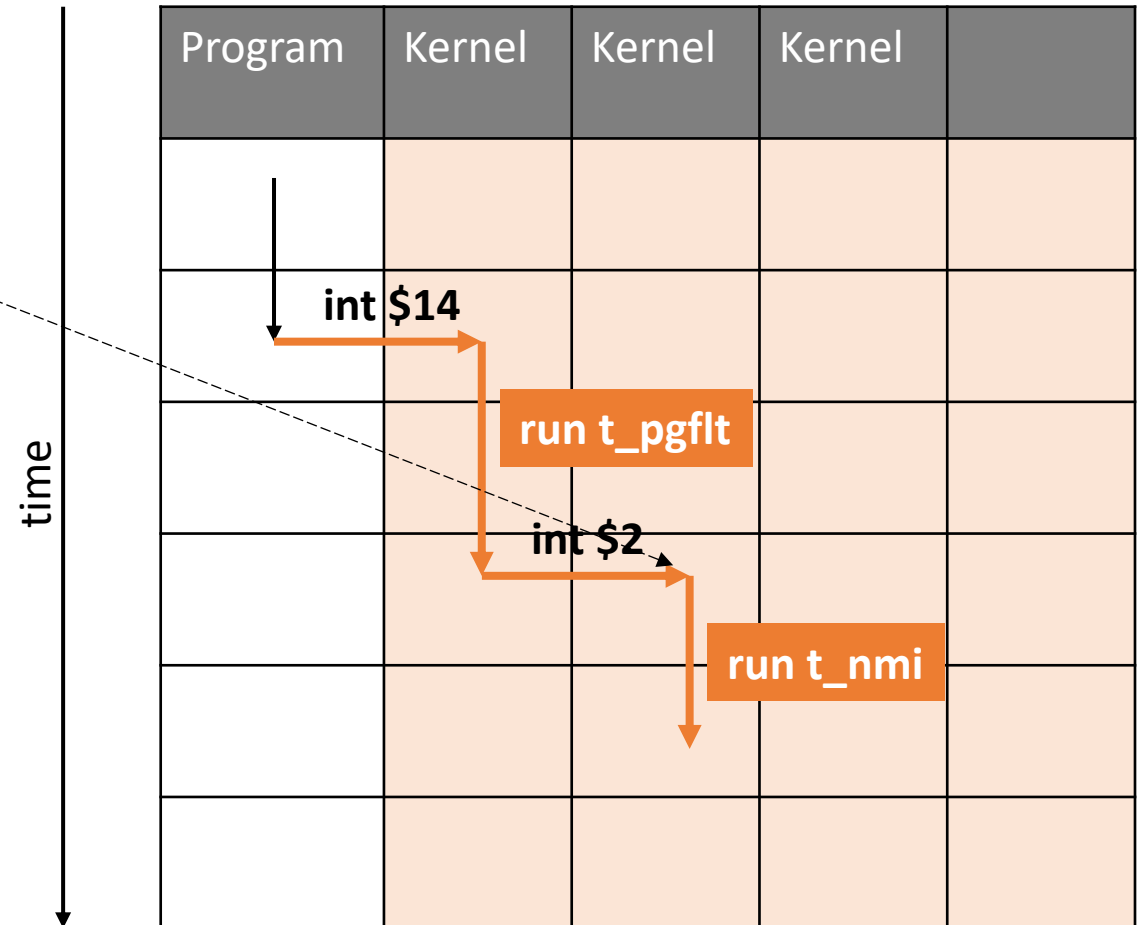 Program Kernel Kernel Kernel
int $14
run t_pgflt
time
int $2
run t_nmi